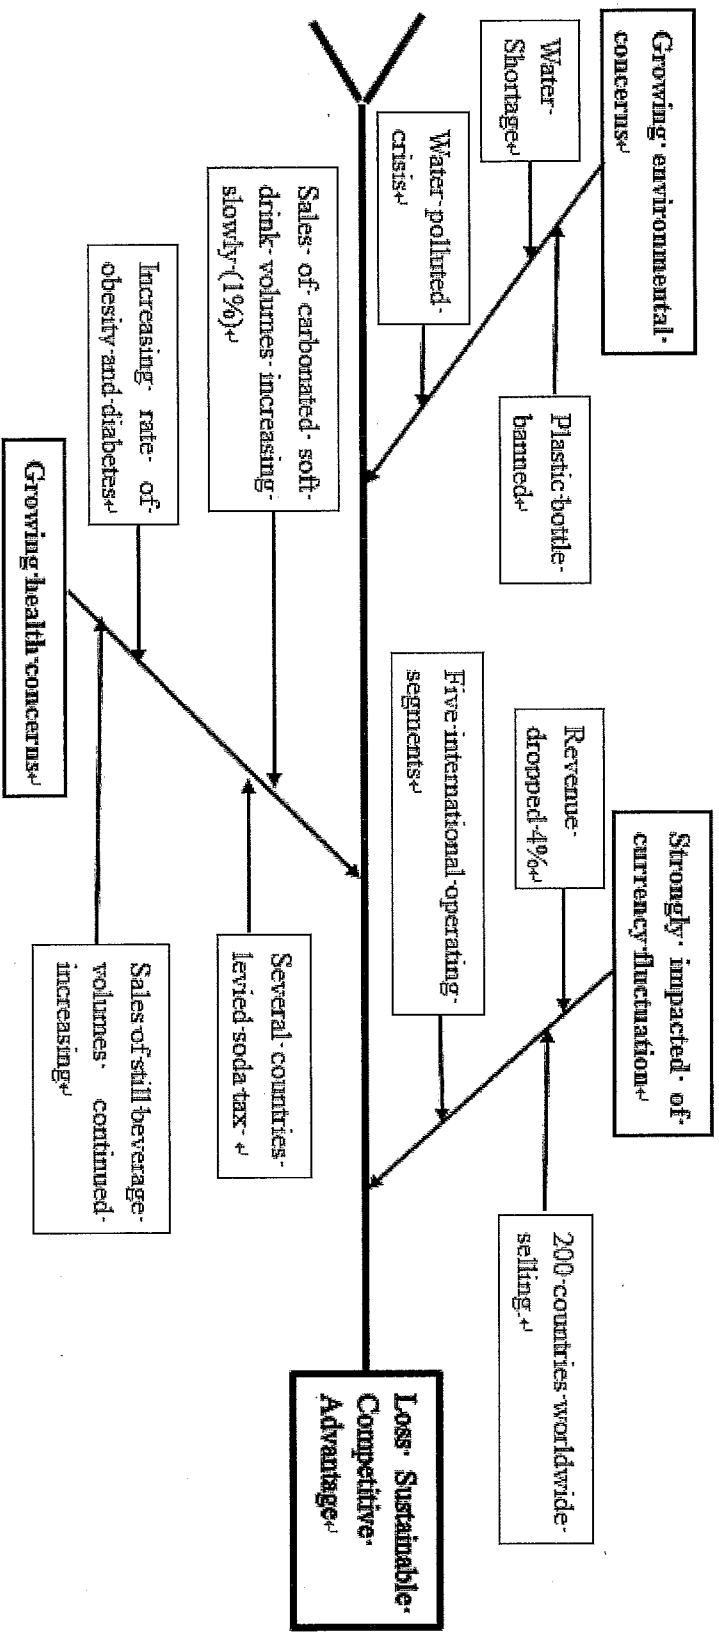 Growing environmental
concerns
Water
Shortage
Plastic bottle
banned
Water polluted
crisis
Strongly impacted of
currency fluctuation
Revenue
dropped 4%
200 countries worldwide
selling.
Five international operating
segments
Loss Sustainable
Competitive
Advantage
Sales of carbonated soft
drink volumes increasing
slowly (1%)
Several countries
levied soda tax
Increasing rate of
obesity and diabetes
Sales of still beverage
volumes continued
increasing
Growing health concerns